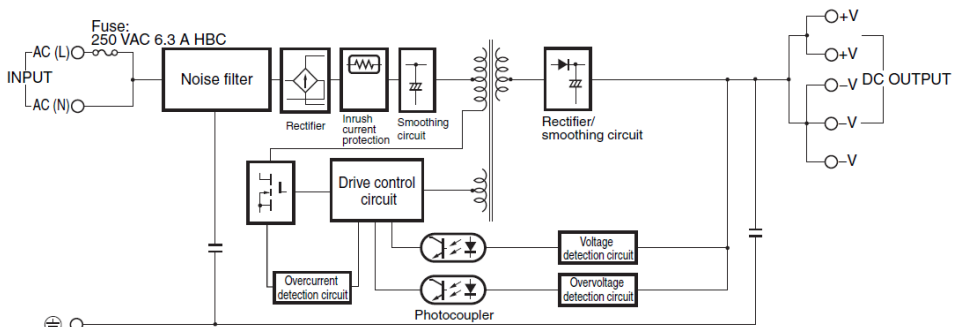 Fuse:
250 VAC 6.3 A HBC
AC (L)
INPUT
AC (N)
Noise filter
Rectifier
Inrush
current
protection
Smoothing
circuit
Rectifier/
smoothing circuit
+V
+V
DC OUTPUT
−V
−V
−V
Drive control
circuit
Overcurrent
detection circuit
Voltage
detection circuit
Overvoltage
detection circuit
Photocoupler